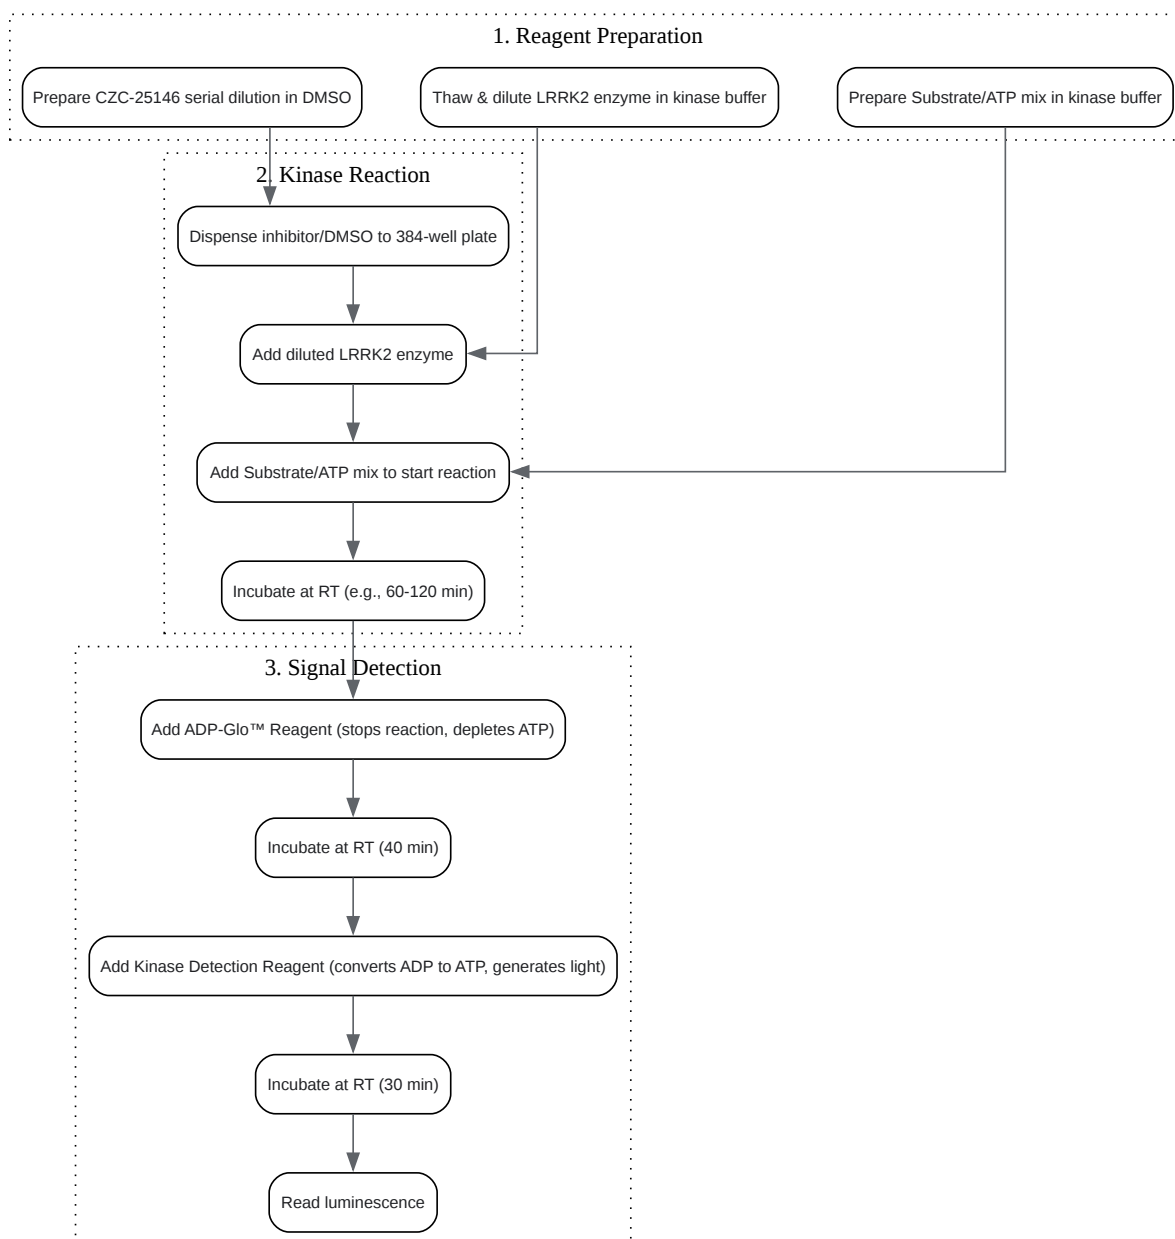 1. Reagent Preparation
Prepare CZC-25146 serial dilution in DMSO
Thaw & dilute LRRK2 enzyme in kinase buffer
Prepare Substrate/ATP mix in kinase buffer
2. Kinase Reaction
Dispense inhibitor/DMSO to 384-well plate
Add diluted LRRK2 enzyme
Add Substrate/ATP mix to start reaction
Incubate at RT (e.g., 60-120 min)
3. Signal Detection
Add ADP-Glo™ Reagent (stops reaction, depletes ATP)
Incubate at RT (40 min)
Add Kinase Detection Reagent (converts ADP to ATP, generates light)
Incubate at RT (30 min)
Read luminescence